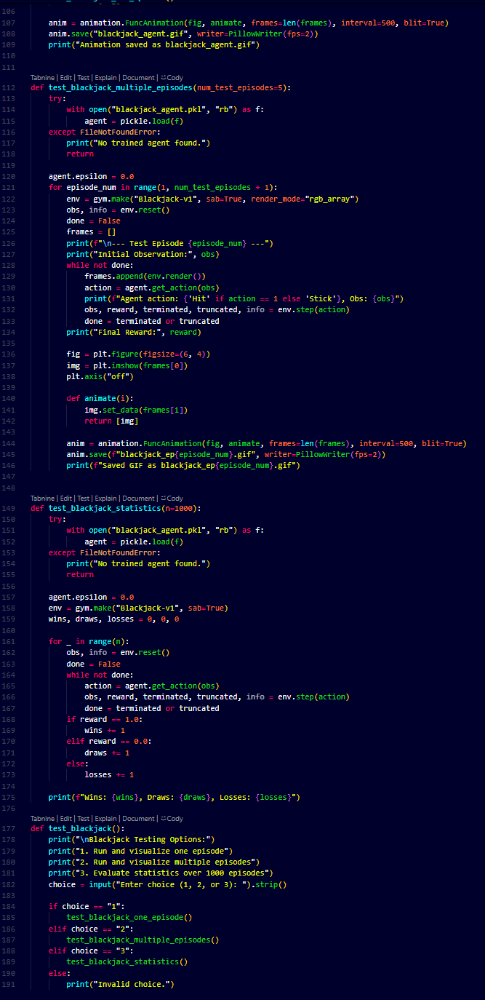 106
107 anim = animation.FuncAnimation(fig, animate, frames=len(frames), interval=500, blit=True)
108 anim.save("blackjack_agent.gif", writer=PillowWriter(fps=2))
109 print("Animation saved as blackjack_agent.gif")
110
111
Tabnine | Edit | Test | Explain | Document | Cody
112 def test_blackjack_multiple_episodes(num_test_episodes=5):
113     try:
114         with open("blackjack_agent.pkl", "rb") as f:
115             agent = pickle.load(f)
116     except FileNotFoundError:
117         print("No trained agent found.")
118         return
119
120     agent.epsilon = 0.0
121     for episode_num in range(1, num_test_episodes + 1):
122         env = gym.make("Blackjack-v1", sab=True, render_mode="rgb_array")
123         obs, info = env.reset()
124         done = False
125         frames = []
126         print(f"\n--- Test Episode {episode_num} ---")
127         print("Initial Observation:", obs)
128         while not done:
129             frames.append(env.render())
130             action = agent.get_action(obs)
131             print(f"Agent action: {'Hit' if action == 1 else 'Stick'}, Obs: {obs}")
132             obs, reward, terminated, truncated, info = env.step(action)
133             done = terminated or truncated
134         print("Final Reward:", reward)
135
136         fig = plt.figure(figsize=(6, 4))
137         img = plt.imshow(frames[0])
138         plt.axis("off")
139
140         def animate(i):
141             img.set_data(frames[i])
142             return [img]
143
144         anim = animation.FuncAnimation(fig, animate, frames=len(frames), interval=500, blit=True)
145         anim.save(f"blackjack_ep{episode_num}.gif", writer=PillowWriter(fps=2))
146         print(f"Saved GIF as blackjack_ep{episode_num}.gif")
147
148
Tabnine | Edit | Test | Explain | Document | Cody
149 def test_blackjack_statistics(n=1000):
150     try:
151         with open("blackjack_agent.pkl", "rb") as f:
152             agent = pickle.load(f)
153     except FileNotFoundError:
154         print("No trained agent found.")
155         return
156
157     agent.epsilon = 0.0
158     env = gym.make("Blackjack-v1", sab=True)
159     wins, draws, losses = 0, 0, 0
160
161     for _ in range(n):
162         obs, info = env.reset()
163         done = False
164         while not done:
165             action = agent.get_action(obs)
166             obs, reward, terminated, truncated, info = env.step(action)
167             done = terminated or truncated
168         if reward == 1.0:
169             wins += 1
170         elif reward == 0.0:
171             draws += 1
172         else:
173             losses += 1
174
175     print(f"Wins: {wins}, Draws: {draws}, Losses: {losses}")
176
Tabnine | Edit | Test | Explain | Document | Cody
177 def test_blackjack():
178     print("\nBlackjack Testing Options:")
179     print("1. Run and visualize one episode")
180     print("2. Run and visualize multiple episodes")
181     print("3. Evaluate statistics over 1000 episodes")
182     choice = input("Enter choice (1, 2, or 3): ").strip()
183
184     if choice == "1":
185         test_blackjack_one_episode()
186     elif choice == "2":
187         test_blackjack_multiple_episodes()
188     elif choice == "3":
189         test_blackjack_statistics()
190     else:
191         print("Invalid choice.")